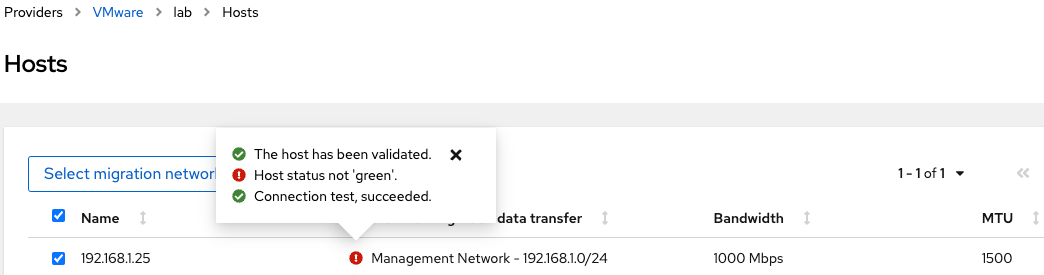 Providers > VMware > lab > Hosts
Hosts
The host has been validated.
Host status not 'green'.
Connection test, succeeded.
Select migration networ
1 - 1 of 1
Name data transfer Bandwidth MTU
192.168.1.25 Management Network - 192.168.1.0/24 1000 Mbps 1500